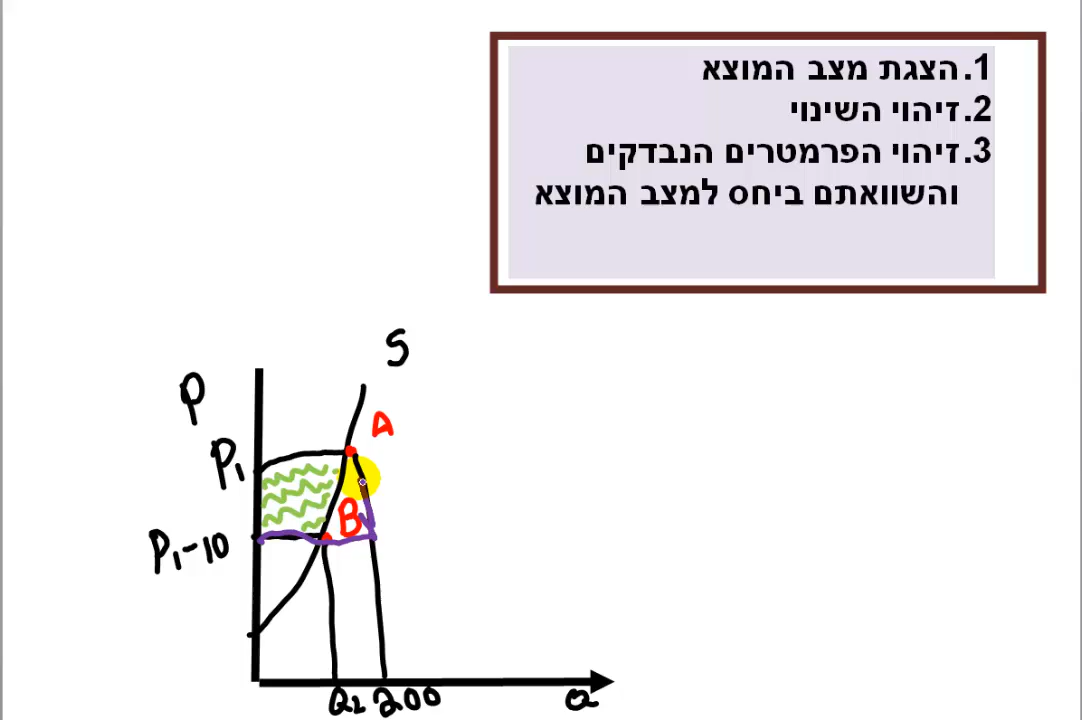 1. הצגת מצב המוצא
2. זיהוי השינוי
3. זיהוי הפרמטרים הנבדקים
והשוואתם ביחס למצב המוצא
S
P
A
P₁
B
P₁-10
Q₂ 200 Q